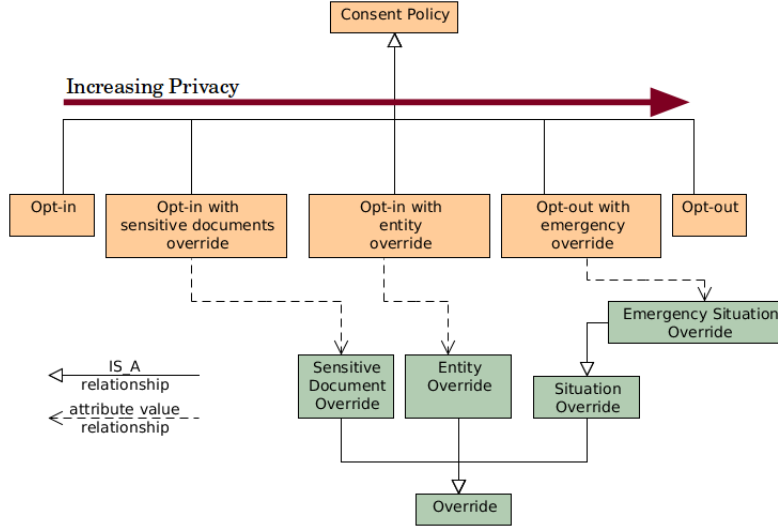 Consent Policy
Increasing Privacy
Opt-in
Opt-in with
sensitive documents
override
Opt-in with
entity
override
Opt-out with
emergency
override
Opt-out
Emergency Situation
Override
IS_A
relationship
attribute value
relationship
Sensitive
Document
Override
Entity
Override
Situation
Override
Override